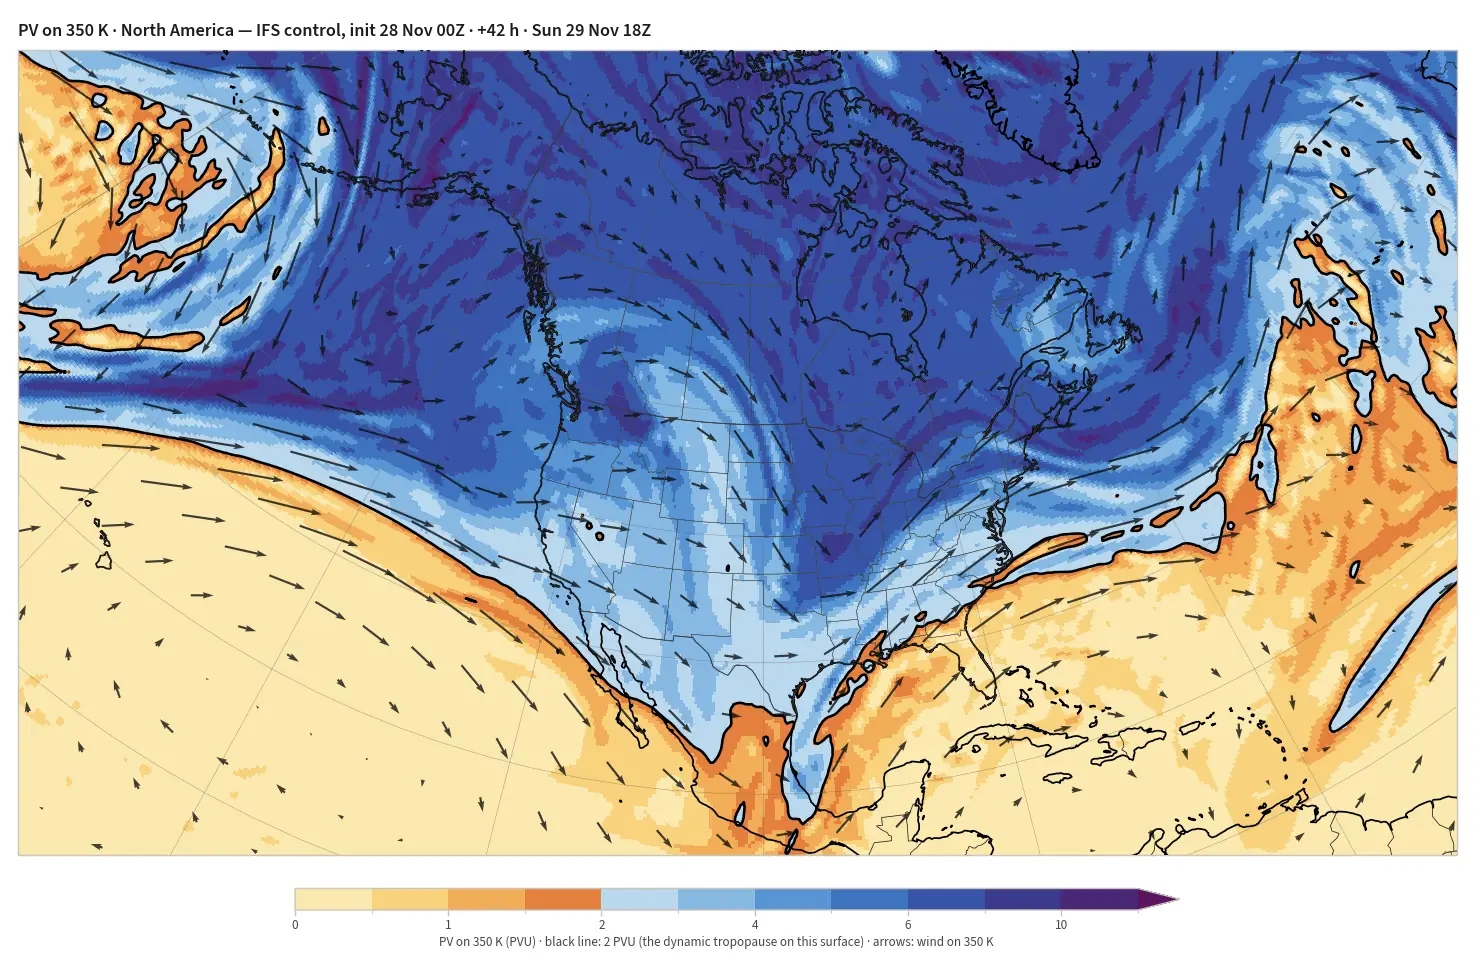 PV on 350 K · North America — IFS control, init 28 Nov 00Z · +42 h · Sun 29 Nov 18Z
0 1 2 4 6 10
PV on 350 K (PVU) · black line: 2 PVU (the dynamic tropopause on this surface) · arrows: wind on 350 K